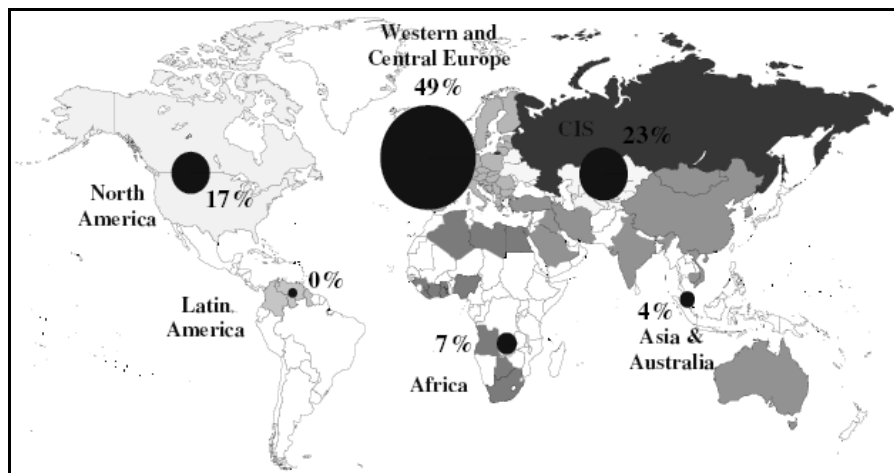 Western and
Central Europe
49%
CIS
23%
North
America
17%
0%
Latin
America
7%
Africa
4%
Asia &
Australia